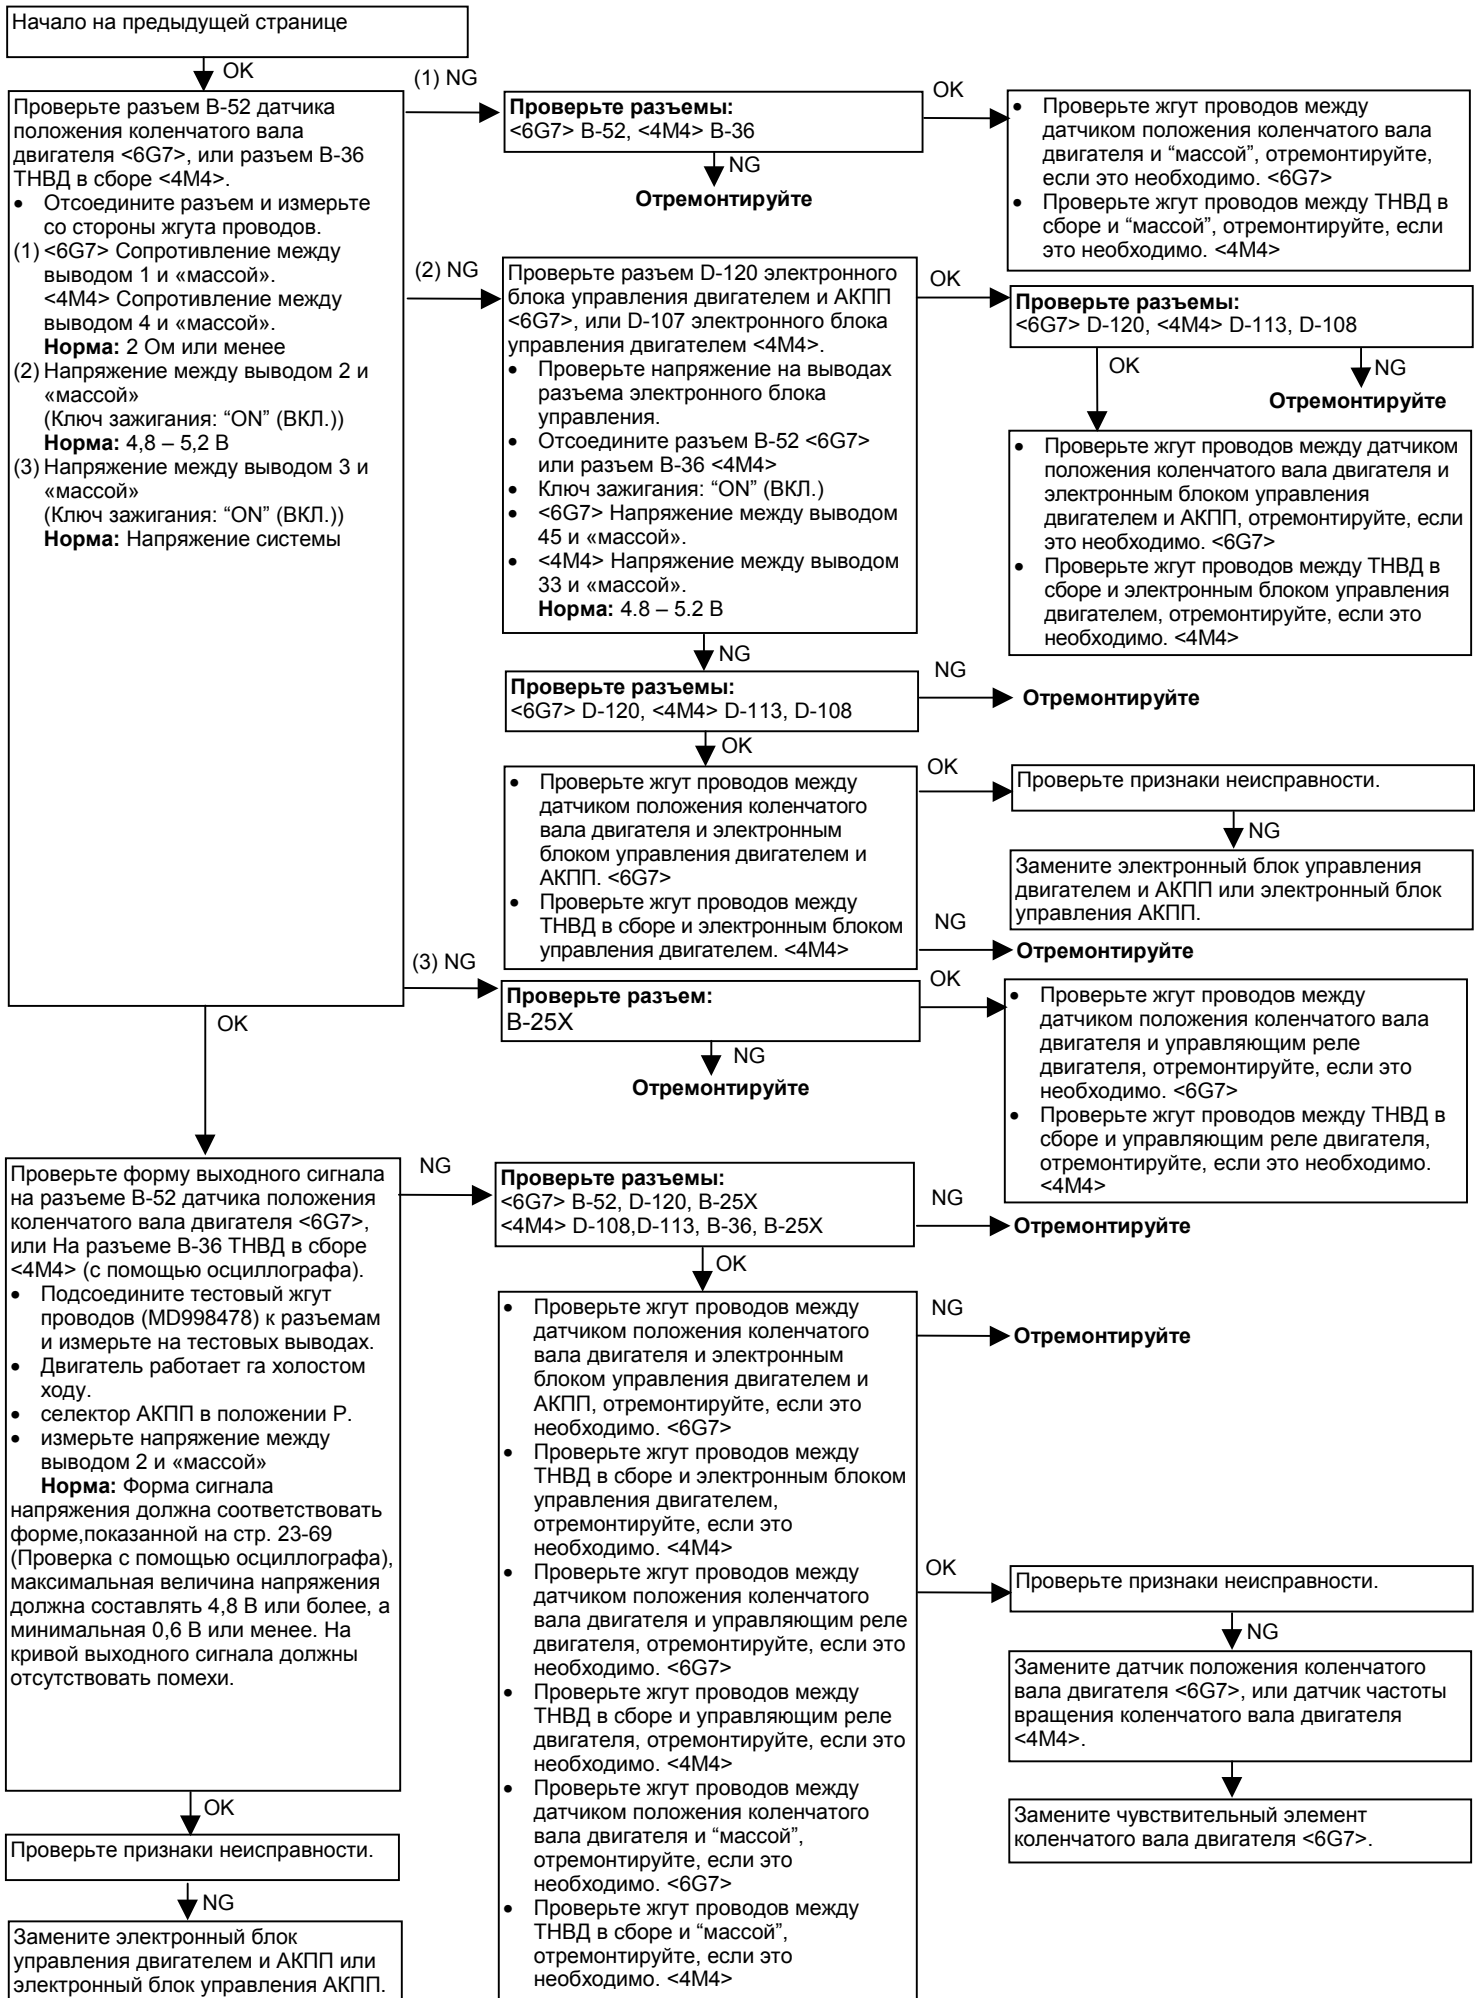 Начало на предыдущей странице
OK
Проверьте разъем B-52 датчика
положения коленчатого вала
двигателя <6G7>, или разъем B-36
ТНВД в сборе <4M4>.
• Отсоедините разъем и измерьте
со стороны жгута проводов.
(1) <6G7> Сопротивление между
выводом 1 и «массой».
<4M4> Сопротивление между
выводом 4 и «массой».
Норма: 2 Ом или менее
(2) Напряжение между выводом 2 и
«массой»
(Ключ зажигания: “ON” (ВКЛ.))
Норма: 4,8 – 5,2 В
(3) Напряжение между выводом 3 и
«массой»
(Ключ зажигания: “ON” (ВКЛ.))
Норма: Напряжение системы
(1) NG
Проверьте разъемы:
<6G7> B-52, <4M4> B-36
NG
Отремонтируйте
OK
• Проверьте жгут проводов между
датчиком положения коленчатого вала
двигателя и “массой”, отремонтируйте,
если это необходимо. <6G7>
• Проверьте жгут проводов между ТНВД в
сборе и “массой”, отремонтируйте, если
это необходимо. <4M4>
(2) NG
Проверьте разъем D-120 электронного
блока управления двигателем и АКПП
<6G7>, или D-107 электронного блока
управления двигателем <4M4>.
• Проверьте напряжение на выводах
разъема электронного блока
управления.
• Отсоедините разъем B-52 <6G7>
или разъем B-36 <4M4>
• Ключ зажигания: “ON” (ВКЛ.)
• <6G7> Напряжение между выводом
45 и «массой».
• <4M4> Напряжение между выводом
33 и «массой».
Норма: 4.8 – 5.2 В
OK
Проверьте разъемы:
<6G7> D-120, <4M4> D-113, D-108
OK
NG
Отремонтируйте
• Проверьте жгут проводов между датчиком
положения коленчатого вала двигателя и
электронным блоком управления
двигателем и АКПП, отремонтируйте, если
это необходимо. <6G7>
• Проверьте жгут проводов между ТНВД в
сборе и электронным блоком управления
двигателем, отремонтируйте, если это
необходимо. <4M4>
NG
Проверьте разъемы:
<6G7> D-120, <4M4> D-113, D-108
NG
Отремонтируйте
OK
• Проверьте жгут проводов между
датчиком положения коленчатого
вала двигателя и электронным
блоком управления двигателем и
АКПП. <6G7>
• Проверьте жгут проводов между
ТНВД в сборе и электронным блоком
управления двигателем. <4M4>
OK
Проверьте признаки неисправности.
NG
Замените электронный блок управления
двигателем и АКПП или электронный блок
управления АКПП.
NG
Отремонтируйте
(3) NG
Проверьте разъем:
B-25X
NG
Отремонтируйте
OK
• Проверьте жгут проводов между
датчиком положения коленчатого вала
двигателя и управляющим реле
двигателя, отремонтируйте, если это
необходимо. <6G7>
• Проверьте жгут проводов между ТНВД в
сборе и управляющим реле двигателя,
отремонтируйте, если это необходимо.
<4M4>
OK
Проверьте форму выходного сигнала
на разъеме B-52 датчика положения
коленчатого вала двигателя <6G7>,
или На разъеме B-36 ТНВД в сборе
<4M4> (с помощью осциллографа).
• Подсоедините тестовый жгут
проводов (MD998478) к разъемам
и измерьте на тестовых выводах.
• Двигатель работает га холостом
ходу.
• селектор АКПП в положении P.
• измерьте напряжение между
выводом 2 и «массой»
Норма: Форма сигнала
напряжения должна соответствовать
форме,показанной на стр. 23-69
(Проверка с помощью осциллографа),
максимальная величина напряжения
должна составлять 4,8 В или более, а
минимальная 0,6 В или менее. На
кривой выходного сигнала должны
отсутствовать помехи.
NG
Проверьте разъемы:
<6G7> B-52, D-120, B-25X
<4M4> D-108,D-113, B-36, B-25X
NG
Отремонтируйте
OK
• Проверьте жгут проводов между
датчиком положения коленчатого
вала двигателя и электронным
блоком управления двигателем и
АКПП, отремонтируйте, если это
необходимо. <6G7>
• Проверьте жгут проводов между
ТНВД в сборе и электронным блоком
управления двигателем,
отремонтируйте, если это
необходимо. <4M4>
• Проверьте жгут проводов между
датчиком положения коленчатого
вала двигателя и управляющим реле
двигателя, отремонтируйте, если это
необходимо. <6G7>
• Проверьте жгут проводов между
ТНВД в сборе и управляющим реле
двигателя, отремонтируйте, если это
необходимо. <4M4>
• Проверьте жгут проводов между
датчиком положения коленчатого
вала двигателя и “массой”,
отремонтируйте, если это
необходимо. <6G7>
• Проверьте жгут проводов между
ТНВД в сборе и “массой”,
отремонтируйте, если это
необходимо. <4M4>
NG
Отремонтируйте
OK
Проверьте признаки неисправности.
NG
Замените датчик положения коленчатого
вала двигателя <6G7>, или датчик частоты
вращения коленчатого вала двигателя
<4M4>.
Замените чувствительный элемент
коленчатого вала двигателя <6G7>.
OK
Проверьте признаки неисправности.
NG
Замените электронный блок
управления двигателем и АКПП или
электронный блок управления АКПП.